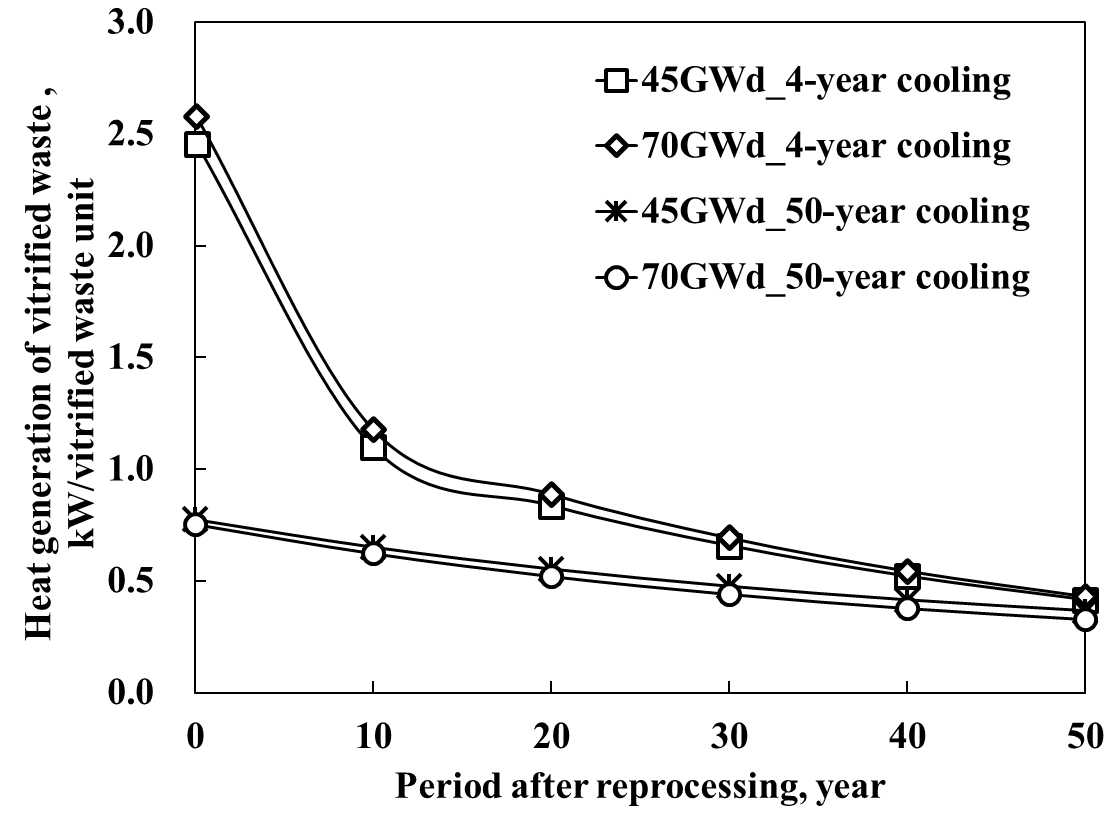 Heat generation of vitrified waste ,
kW/vitrified waste unit
3.0
2.5
2.0
1.5
1.0
0.5
0.0
45GWd_4-year cooling
70GWd_4-year cooling
45GWd_50-year cooling
70GWd_50-year cooling
0 10 20 30 40 50
Period after reprocessing, year